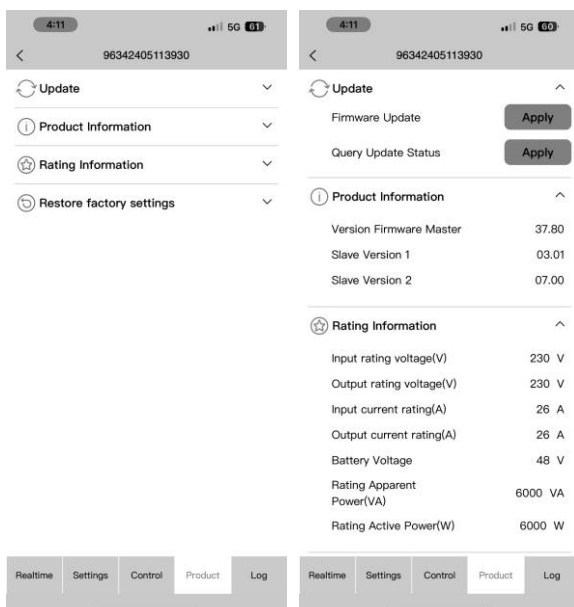 4:11
5G 61
96342405113930
Update
Product Information
Rating Information
Restore factory settings
Realtime
Settings
Control
Product
Log
4:11
5G 60
96342405113930
Update
Firmware Update
Apply
Query Update Status
Apply
Product Information
Version Firmware Master 37.80
Slave Version 1 03.01
Slave Version 2 07.00
Rating Information
Input rating voltage(V) 230 V
Output rating voltage(V) 230 V
Input current rating(A) 26 A
Output current rating(A) 26 A
Battery Voltage 48 V
Rating Apparent
Power(VA) 6000 VA
Rating Active Power(W) 6000 W
Realtime
Settings
Control
Product
Log